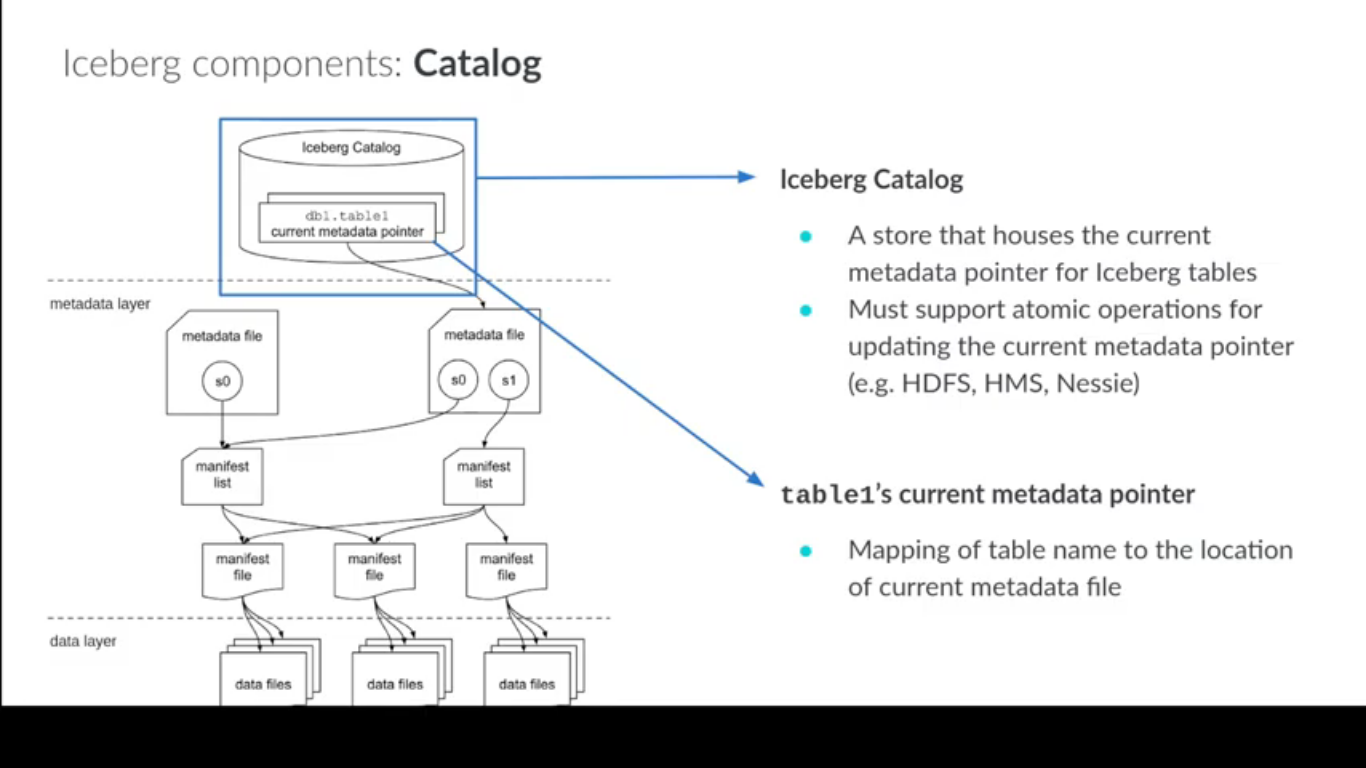 Iceberg components: Catalog
Iceberg Catalog
db1.table1
current metadata pointer
metadata layer
metadata file
s0
metadata file
s0
s1
manifest
list
manifest
list
manifest
file
manifest
file
manifest
file
data layer
data files
data files
data files
Iceberg Catalog
A store that houses the current
metadata pointer for Iceberg tables
Must support atomic operations for
updating the current metadata pointer
(e.g. HDFS, HMS, Nessie)
table1's current metadata pointer
Mapping of table name to the location
of current metadata file